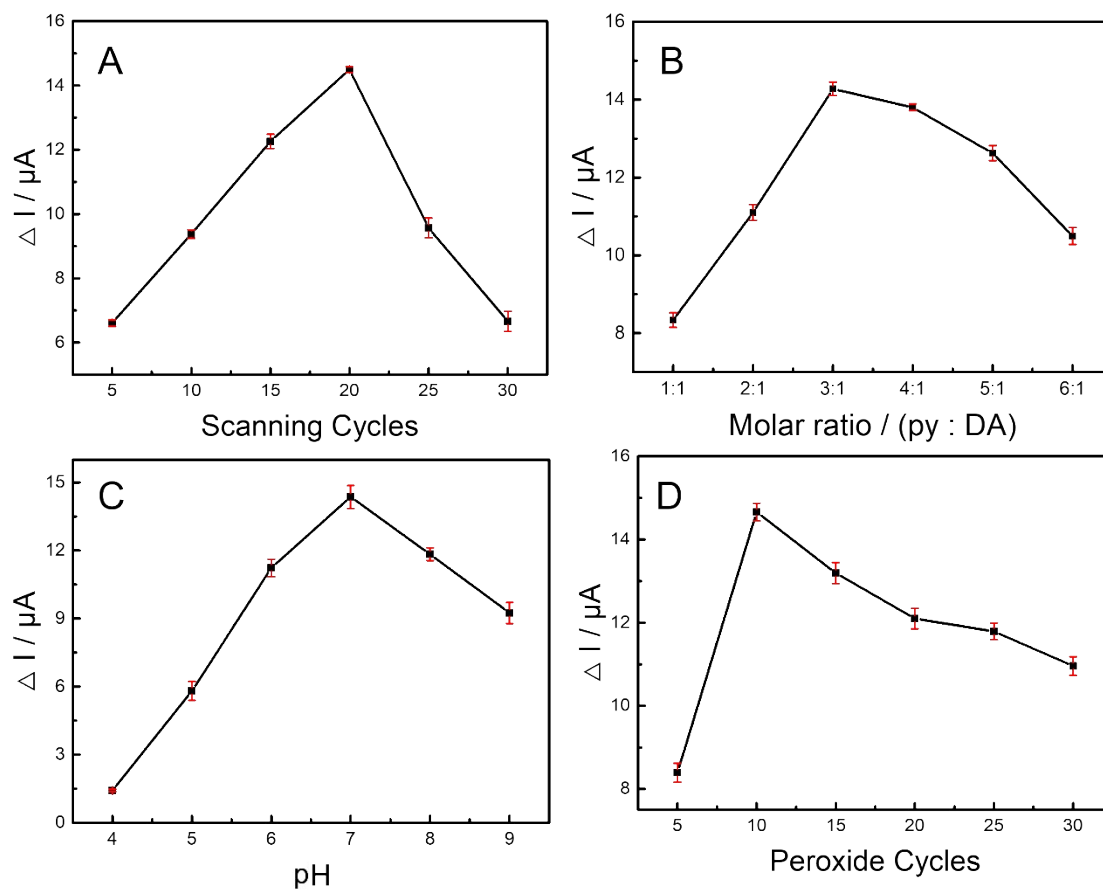 A
△ I / μA
16
14
12
10
8
6
5 10 15 20 25 30
Scanning Cycles
B
△ I / μA
16
14
12
10
8
1:1 2:1 3:1 4:1 5:1 6:1
Molar ratio / (py : DA)
C
△ I / μA
15
12
9
6
3
0
4 5 6 7 8 9
pH
D
△ I / μA
16
14
12
10
8
5 10 15 20 25 30
Peroxide Cycles